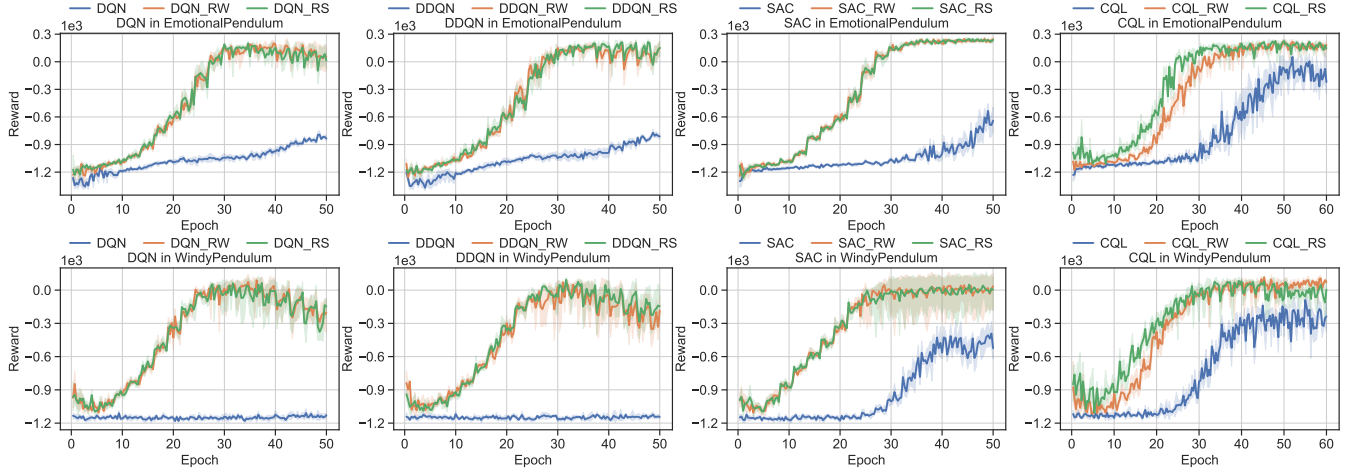 DQN DQN_RW DQN_RS
1e3 DQN in EmotionalPendulum
0.3
0.0
−0.3
−0.6
−0.9
−1.2
Reward
0 10 20 30 40 50
Epoch
DDQN DDQN_RW DDQN_RS
1e3 DDQN in EmotionalPendulum
0.3
0.0
−0.3
−0.6
−0.9
−1.2
Reward
0 10 20 30 40 50
Epoch
SAC SAC_RW SAC_RS
1e3 SAC in EmotionalPendulum
0.3
0.0
−0.3
−0.6
−0.9
−1.2
Reward
0 10 20 30 40 50
Epoch
CQL CQL_RW CQL_RS
1e3 CQL in EmotionalPendulum
0.3
0.0
−0.3
−0.6
−0.9
−1.2
Reward
0 10 20 30 40 50 60
Epoch
DQN DQN_RW DQN_RS
1e3 DQN in WindyPendulum
0.0
−0.3
−0.6
−0.9
−1.2
Reward
0 10 20 30 40 50
Epoch
DDQN DDQN_RW DDQN_RS
1e3 DDQN in WindyPendulum
0.0
−0.3
−0.6
−0.9
−1.2
Reward
0 10 20 30 40 50
Epoch
SAC SAC_RW SAC_RS
1e3 SAC in WindyPendulum
0.0
−0.3
−0.6
−0.9
−1.2
Reward
0 10 20 30 40 50
Epoch
CQL CQL_RW CQL_RS
1e3 CQL in WindyPendulum
0.0
−0.3
−0.6
−0.9
−1.2
Reward
0 10 20 30 40 50 60
Epoch